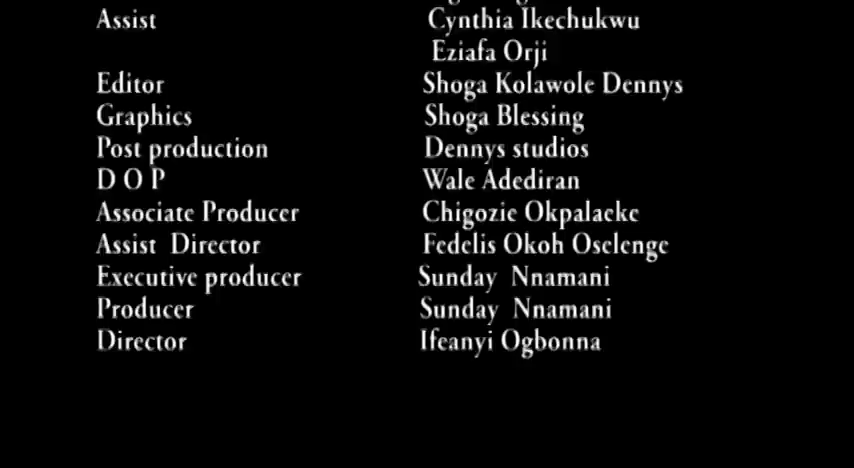 Assist Cynthia Ikechukwu
Eziafa Orji
Editor Shoga Kolawole Dennys
Graphics Shoga Blessing
Post production Dennys studios
D O P Wale Adediran
Associate Producer Chigozie Okpalaeke
Assist Director Fedelis Okoh Oselenge
Executive producer Sunday Nnamani
Producer Sunday Nnamani
Director Ifeanyi Ogbonna